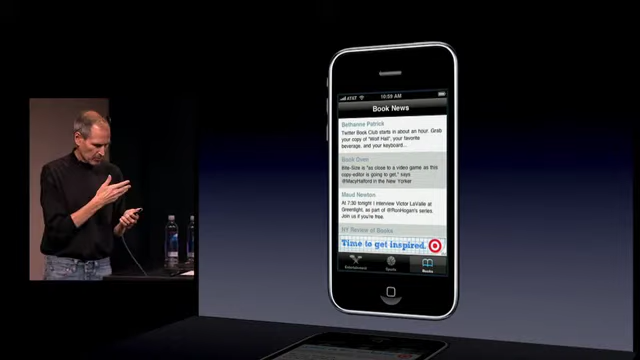 AT&T
10:59 AM
Book News
Bethanne Patrick
Twitter Book Club starts in about an hour. Grab
your copy of "Wolf Hall", your favorite
beverage, and your keyboard...
Book Oven
Bite-Size is "as close to a video game as this
copy-editor is going to get," says
@MacyHalford in the New Yorker
Maud Newton
At 7:30 tonight I interview Victor LaValle at
Greenlight, as part of @RonHogan's series.
Join us if you're free.
NY Review of Books
Time to get inspired.
Entertainment
Sports
Books